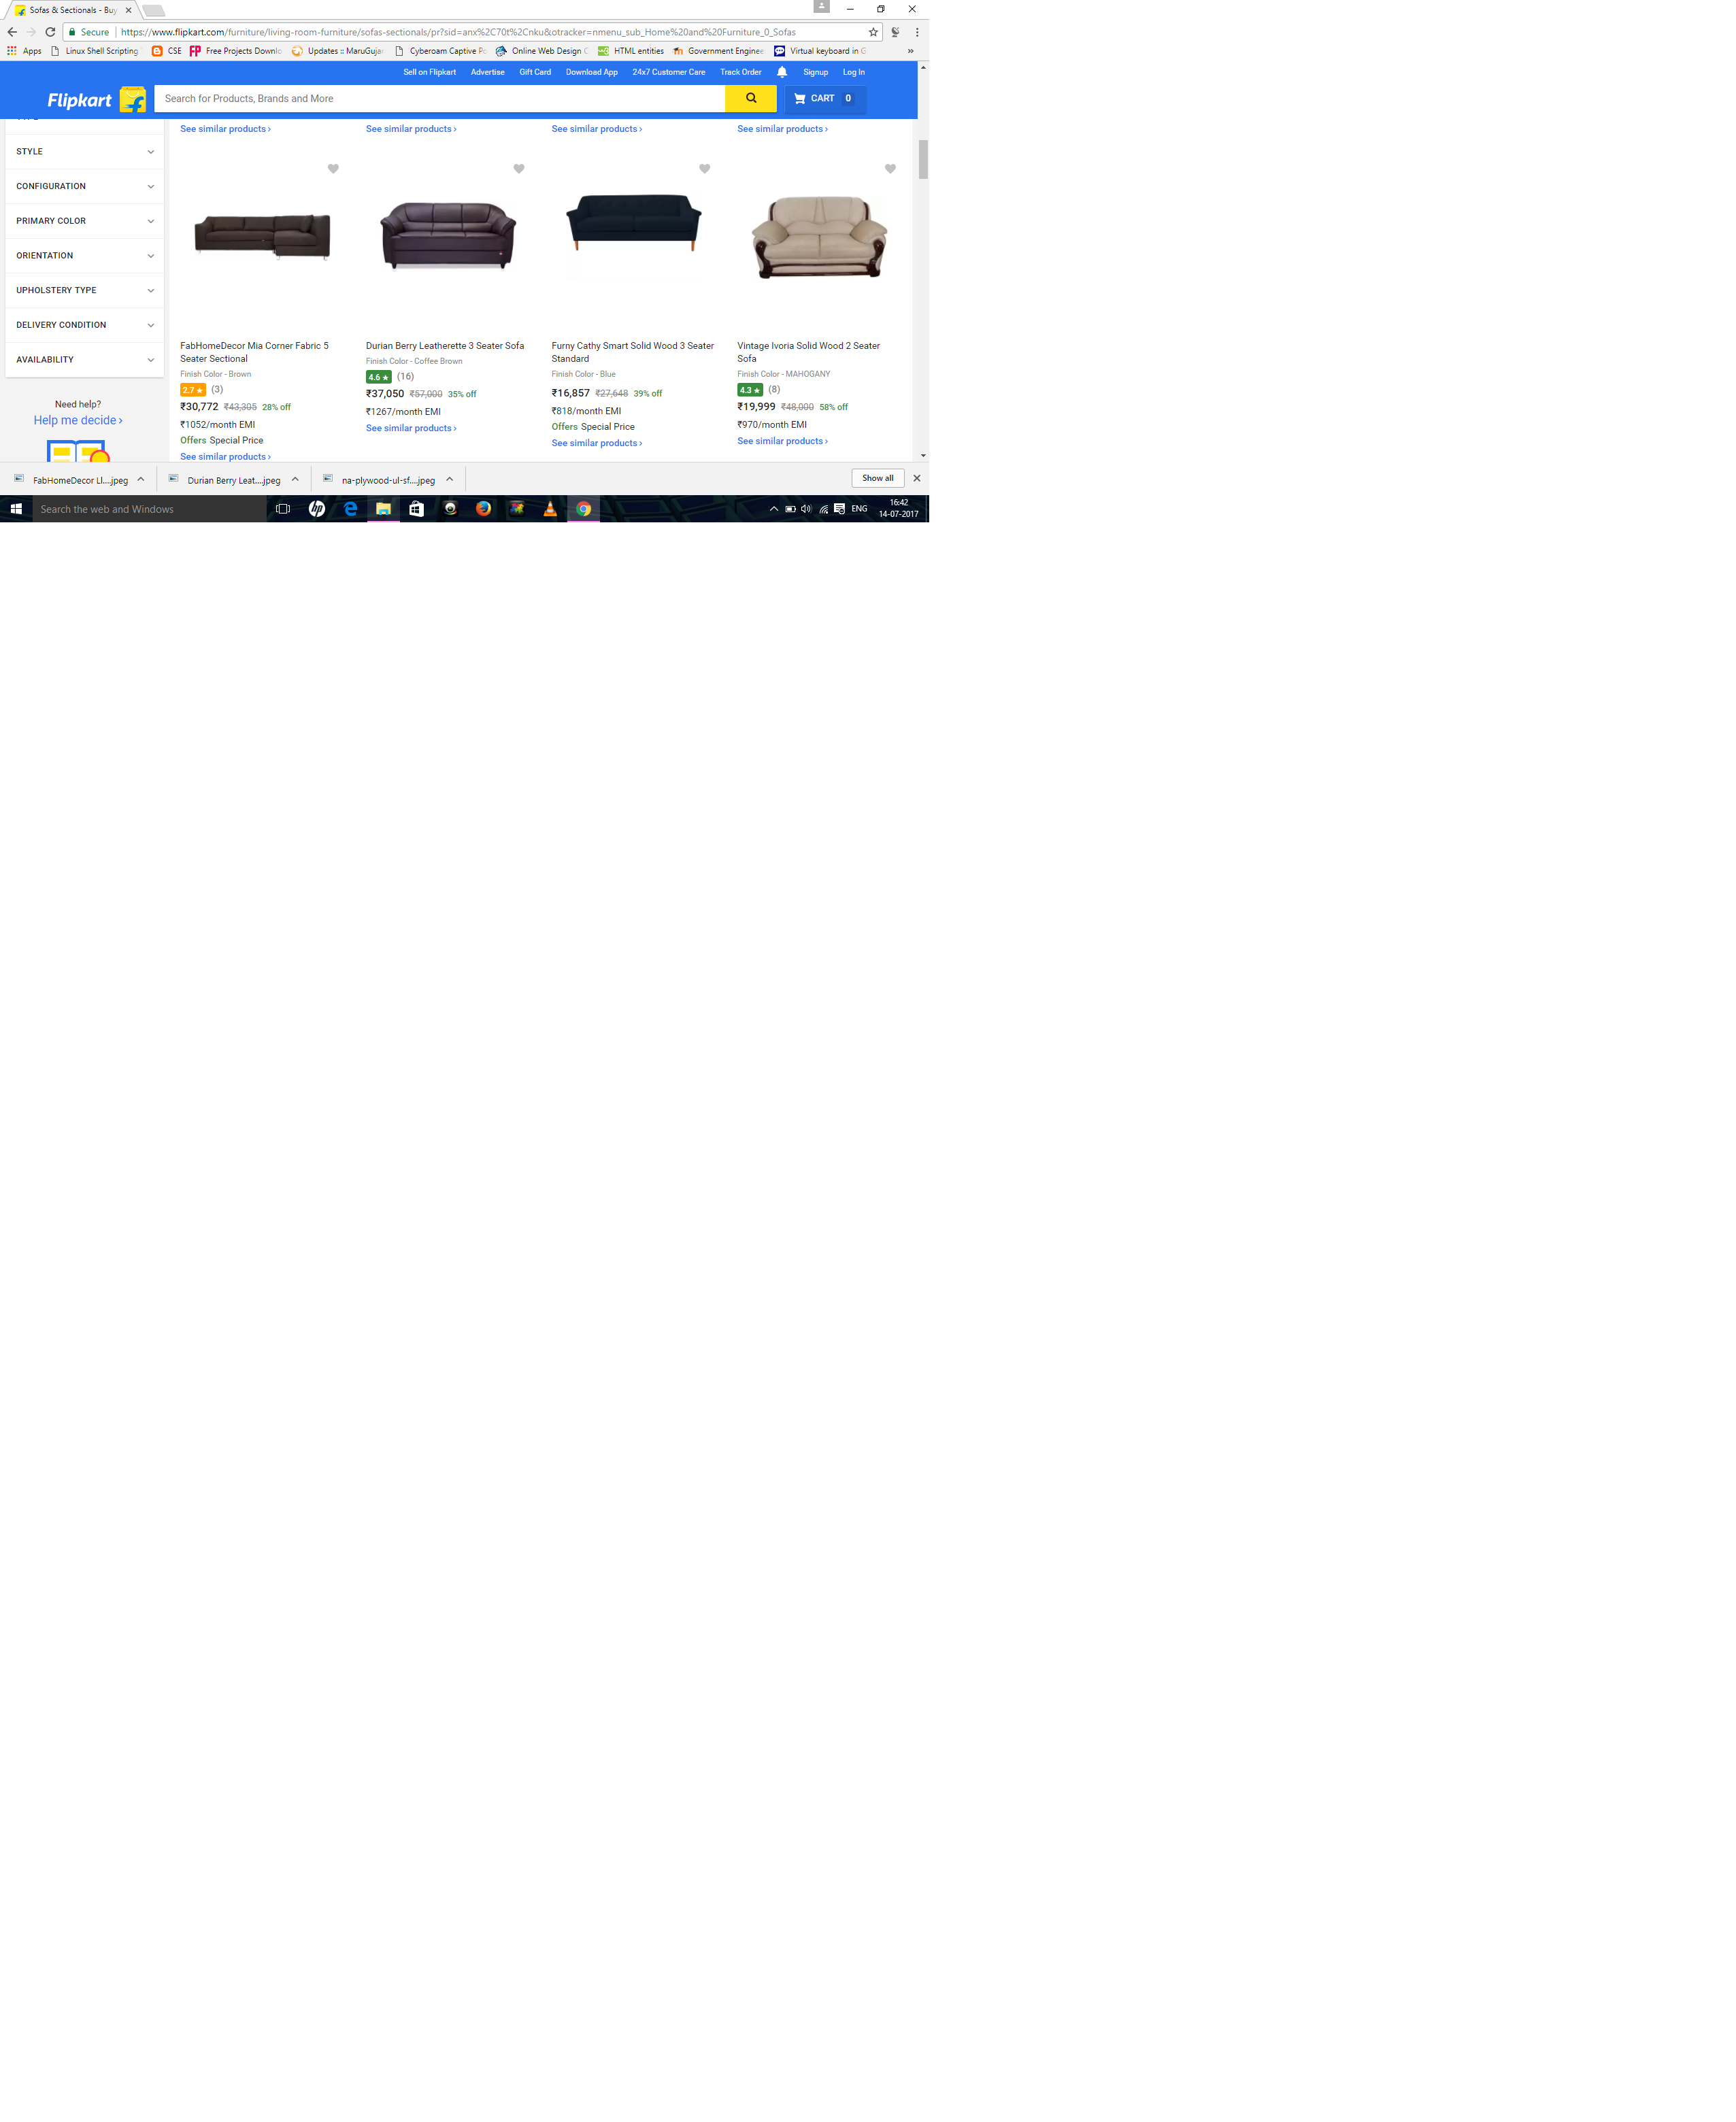 Sofas & Sectionals - Buy
Secure https://www.flipkart.com/furniture/living-room-furniture/sofas-sectionals/pr?sid=anx%2C70t%2Cnku&otracker=nmenu_sub_Home%20and%20Furniture_0_Sofas
Apps Linux Shell Scripting CSE Free Projects Downlo Updates :: MaruGujar Cyberoam Captive Po Online Web Design C HTML entities Government Enginee Virtual keyboard in G »
Sell on Flipkart Advertise Gift Card Download App 24x7 Customer Care Track Order Signup Log In
Flipkart Search for Products, Brands and More CART 0
See similar products › See similar products › See similar products › See similar products ›
STYLE
CONFIGURATION
PRIMARY COLOR
ORIENTATION
UPHOLSTERY TYPE
DELIVERY CONDITION
AVAILABILITY
Need help?
Help me decide ›
FabHomeDecor Mia Corner Fabric 5
Seater Sectional
Finish Color - Brown
2.7 ★ (3)
₹30,772 ₹43,305 28% off
₹1052/month EMI
Offers Special Price
See similar products ›
Durian Berry Leatherette 3 Seater Sofa
Finish Color - Coffee Brown
4.6 ★ (16)
₹37,050 ₹57,000 35% off
₹1267/month EMI
See similar products ›
Furny Cathy Smart Solid Wood 3 Seater
Standard
Finish Color - Blue
₹16,857 ₹27,648 39% off
₹818/month EMI
Offers Special Price
See similar products ›
Vintage Ivoria Solid Wood 2 Seater
Sofa
Finish Color - MAHOGANY
4.3 ★ (8)
₹19,999 ₹48,000 58% off
₹970/month EMI
See similar products ›
FabHomeDecor Ll....jpeg Durian Berry Leat....jpeg na-plywood-ul-sf....jpeg Show all
Search the web and Windows
ENG
16:42
14-07-2017